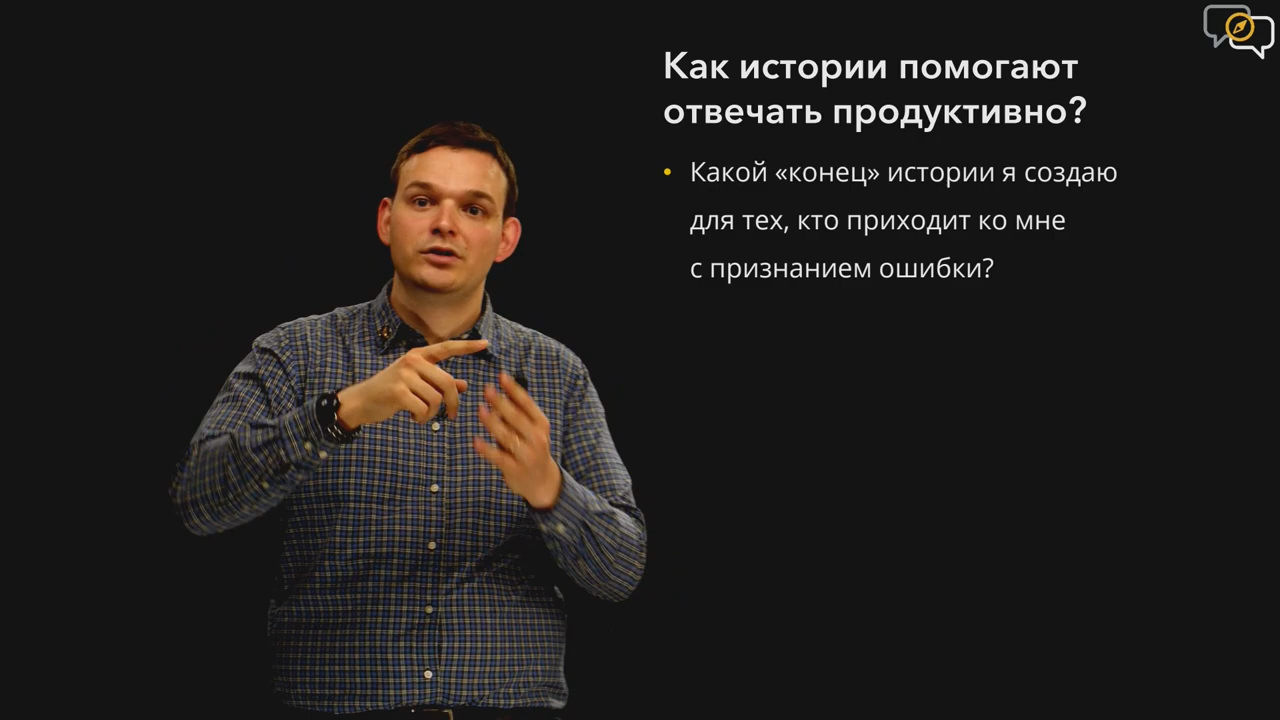 Как истории помогают
отвечать продуктивно?
• Какой «конец» истории я создаю
для тех, кто приходит ко мне
с признанием ошибки?